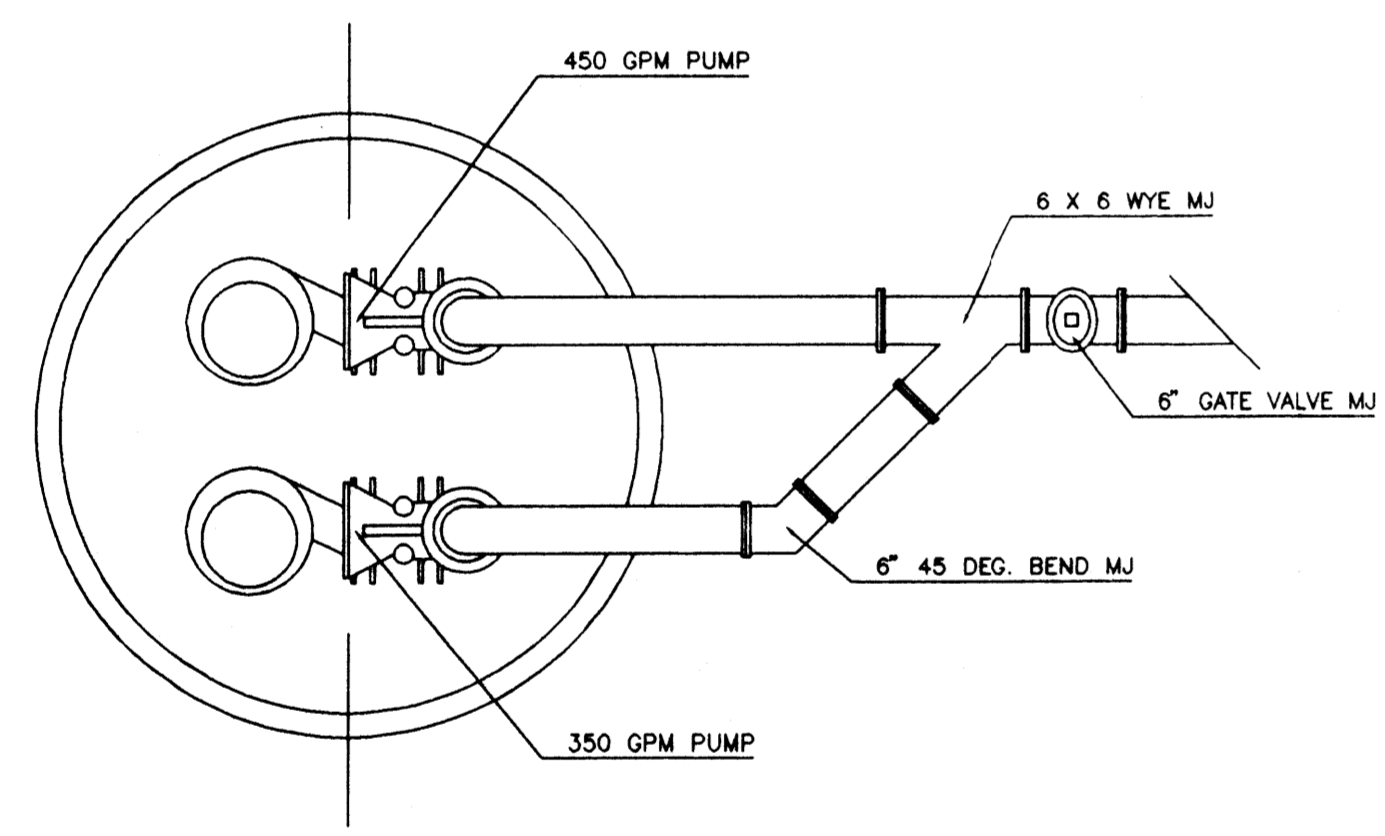 450 GPM PUMP
6 X 6 WYE MJ
6" GATE VALVE MJ
6" 45 DEG. BEND MJ
350 GPM PUMP